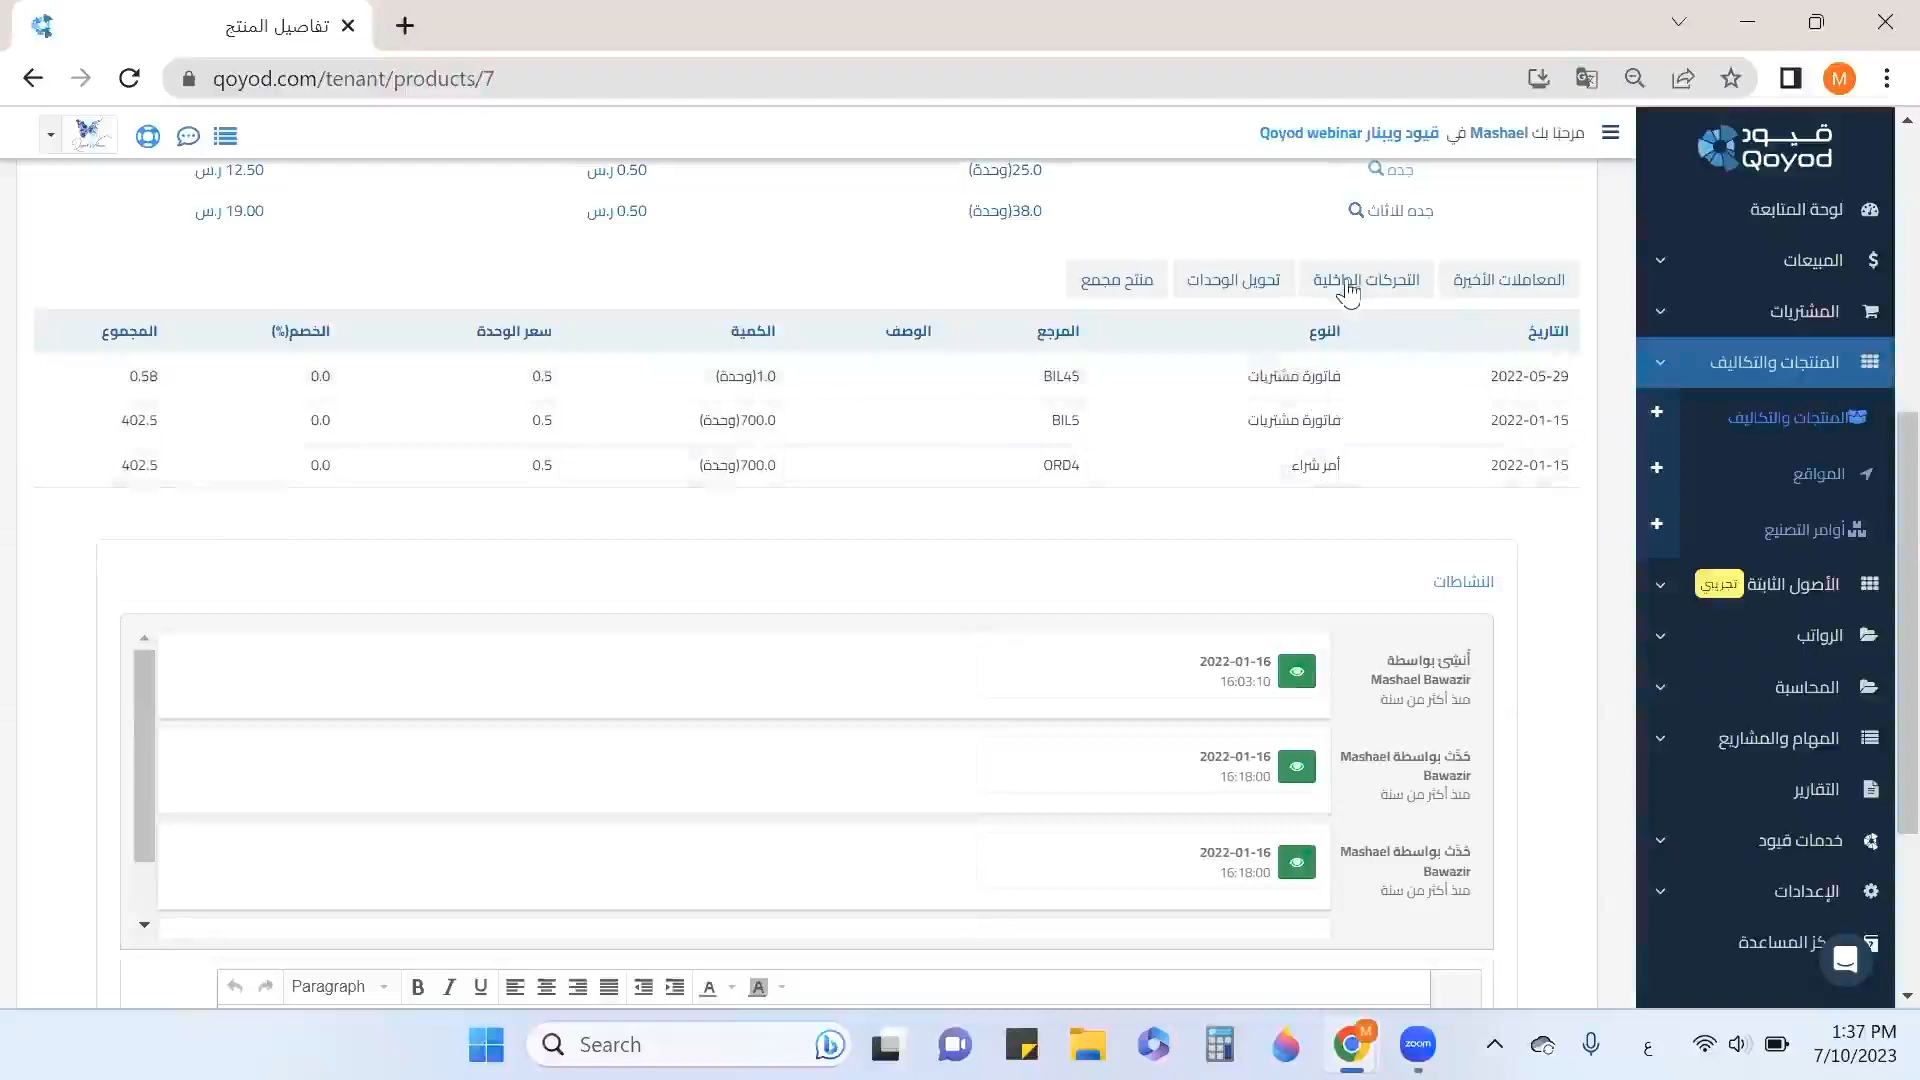 تفاصيل المنتج
qoyod.com/tenant/products/7
M
مرحبًا بك Mashael في قيود ويبنار Qoyod webinar
قيود
Qoyod
جده 25.0(وحدة) 0.50 ر.س 12.50 ر.س
جده للاثاث 38.0(وحدة) 0.50 ر.س 19.00 ر.س
المعاملات الأخيرة التحركات الداخلية تحويل الوحدات منتج مجمع
التاريخ النوع المرجع الوصف الكمية سعر الوحدة الخصم(%) المجموع
2022-05-29 فاتورة مشتريات BIL45 1.0(وحدة) 0.5 0.0 0.58
2022-01-15 فاتورة مشتريات BIL5 700.0(وحدة) 0.5 0.0 402.5
2022-01-15 أمر شراء ORD4 700.0(وحدة) 0.5 0.0 402.5
النشاطات
أُنشِئ بواسطة
Mashael Bawazir
منذ أكثر من سنة
2022-01-16
16:03:10
حُدِّث بواسطة Mashael
Bawazir
منذ أكثر من سنة
2022-01-16
16:18:00
حُدِّث بواسطة Mashael
Bawazir
منذ أكثر من سنة
2022-01-16
16:18:00
Paragraph
لوحة المتابعة
المبيعات
المشتريات
المنتجات والتكاليف
المنتجات والتكاليف
المواقع
أوامر التصنيع
الأصول الثابتة تجريبي
الرواتب
المحاسبة
المهام والمشاريع
التقارير
خدمات قيود
الإعدادات
كز المساعدة
Search
M
zoom
ع
1:37 PM
7/10/2023